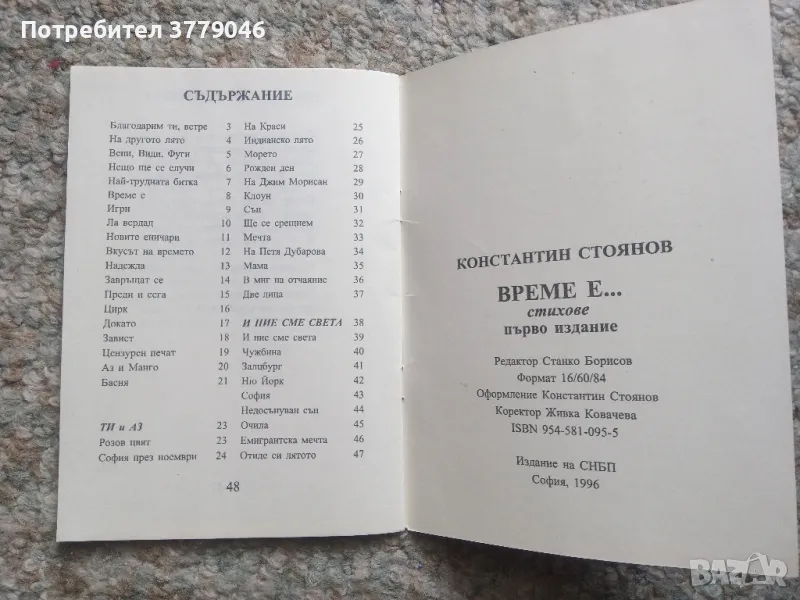 Потребител 3779046
СЪДЪРЖАНИЕ
Благодарим ти, ветре 3
На другото лято 4
Вени, Види, Фуги 5
Нещо ще се случи 6
Най-трудната битка 7
Време е 8
Игри 9
Ла вердад 10
Новите еничари 11
Вкусът на времето 12
Надежда 13
Завръщат се 14
Преди и сега 15
Цирк 16
Докато 17
Завист 18
Цензурен печат 19
Аз и Манго 20
Басня 21
ТИ и АЗ 23
Розов цвят 23
София през ноември 24
На Краси 25
Индианско лято 26
Морето 27
Рожден ден 28
На Джим Морисън 29
Клоун 30
Сън 31
Ще се срещнем 32
Мечта 33
На Петя Дубарова 34
Мама 35
В миг на отчаяние 36
Две лица 37
И НИЕ СМЕ СВЕТА 38
И ние сме света 39
Чужбина 40
Залцбург 41
Ню Йорк 42
София 43
Недосънуван сън 44
Очила 45
Емигрантска мечта 46
Отиде си лятото 47
48
КОНСТАНТИН СТОЯНОВ
ВРЕМЕ Е...
стихове
първо издание
Редактор Станко Борисов
Формат 16/60/84
Оформление Константин Стоянов
Коректор Живка Ковачева
ISBN 954-581-095-5
Издание на СНБП
София, 1996
BAZAR